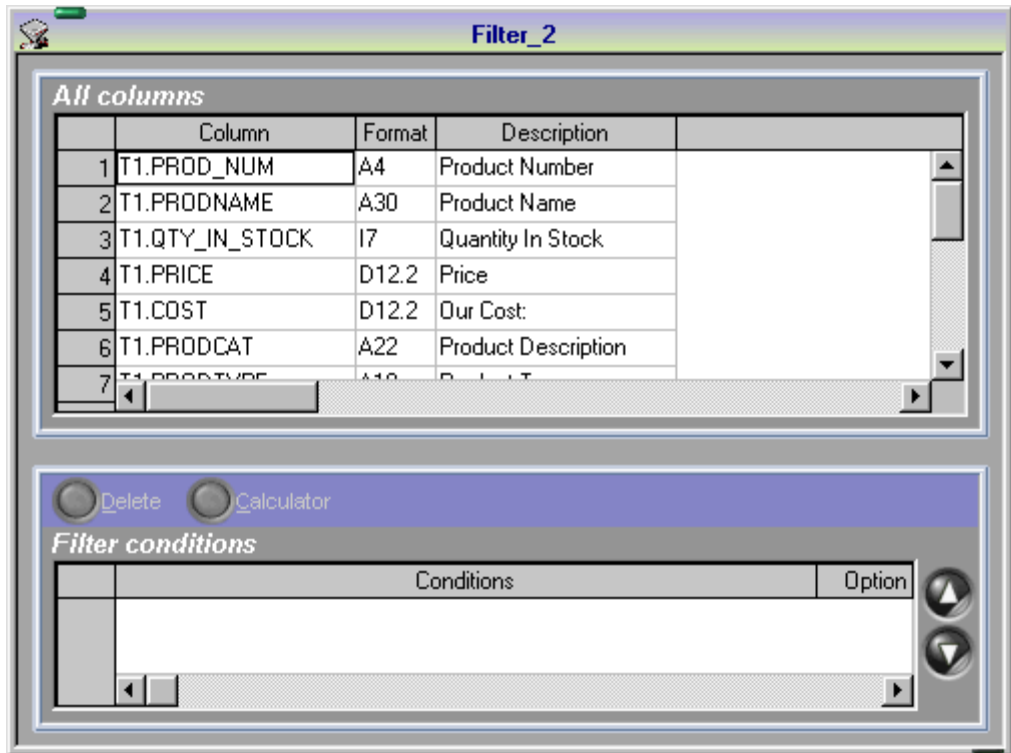 Filter_2
All columns
Column Format Description
1 T1.PROD_NUM A4 Product Number
2 T1.PRODNAME A30 Product Name
3 T1.QTY_IN_STOCK I7 Quantity In Stock
4 T1.PRICE D12.2 Price
5 T1.COST D12.2 Our Cost:
6 T1.PRODCAT A22 Product Description
7
Delete Calculator
Filter conditions
Conditions Option